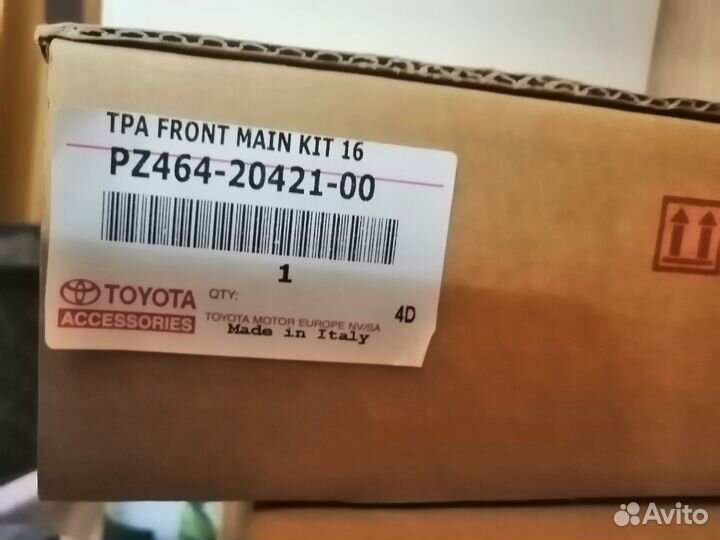 TPA FRONT MAIN KIT 16
PZ464-20421-00
1
TOYOTA
ACCESSORIES
QTY:
TOYOTA MOTOR EUROPE NV/SA
Made in Italy
4D
Avito